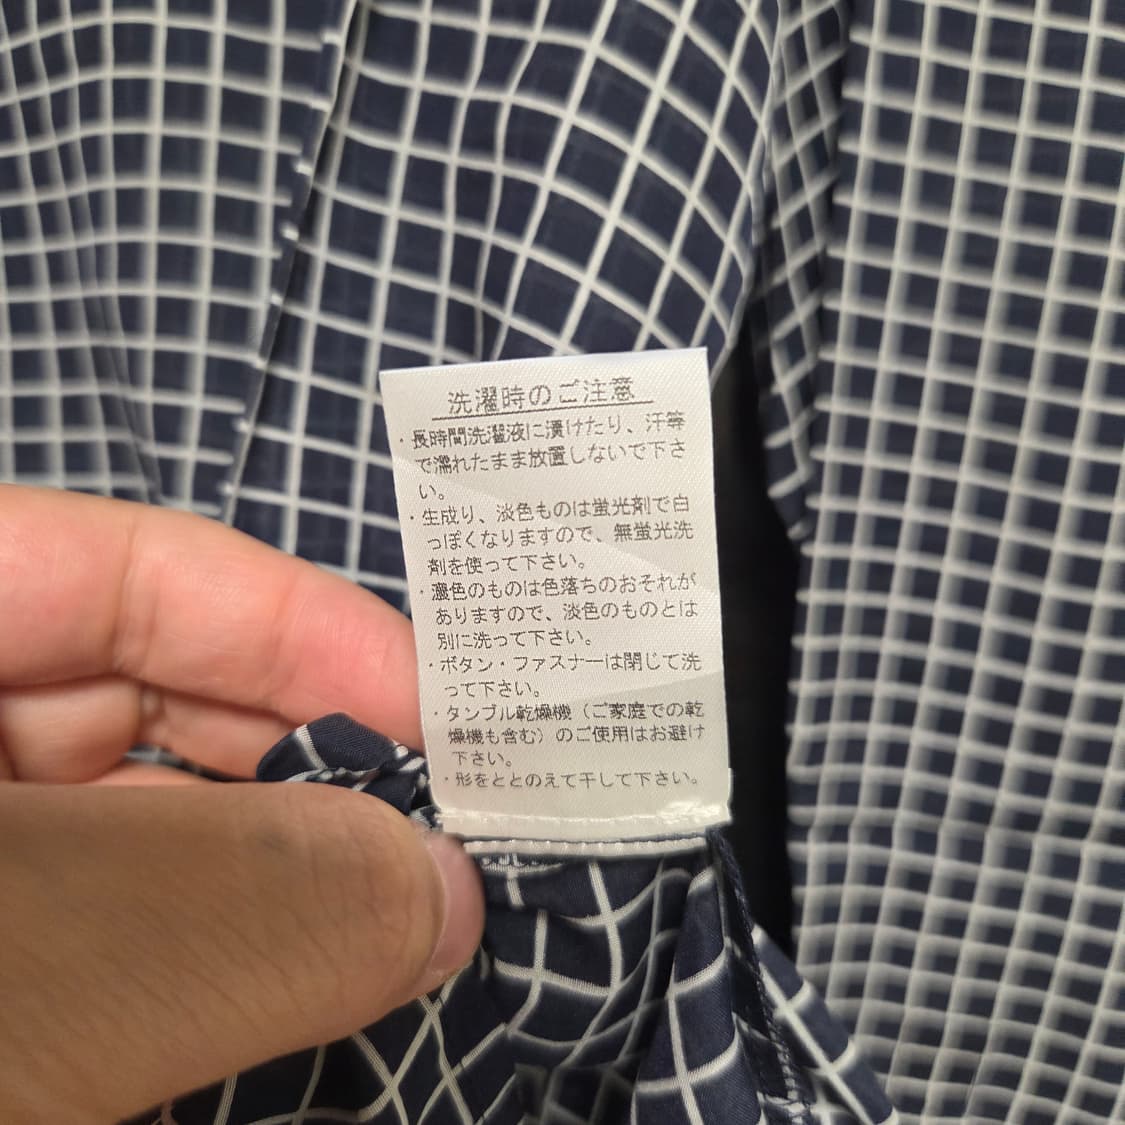 洗濯時のご注意
・長時間洗濯液に漬けたり、汗等
で濡れたまま放置しないで下さ
い。
・生成り、淡色ものは蛍光剤で白
っぽくなりますので、無蛍光洗
剤を使って下さい。
・濃色のものは色落ちのおそれが
ありますので、淡色のものとは
別に洗って下さい。
・ボタン・ファスナーは閉じて洗
って下さい。
・タンブル乾燥機（ご家庭での乾
燥機も含む）のご使用はお避け
下さい。
・形をととのえて干して下さい。